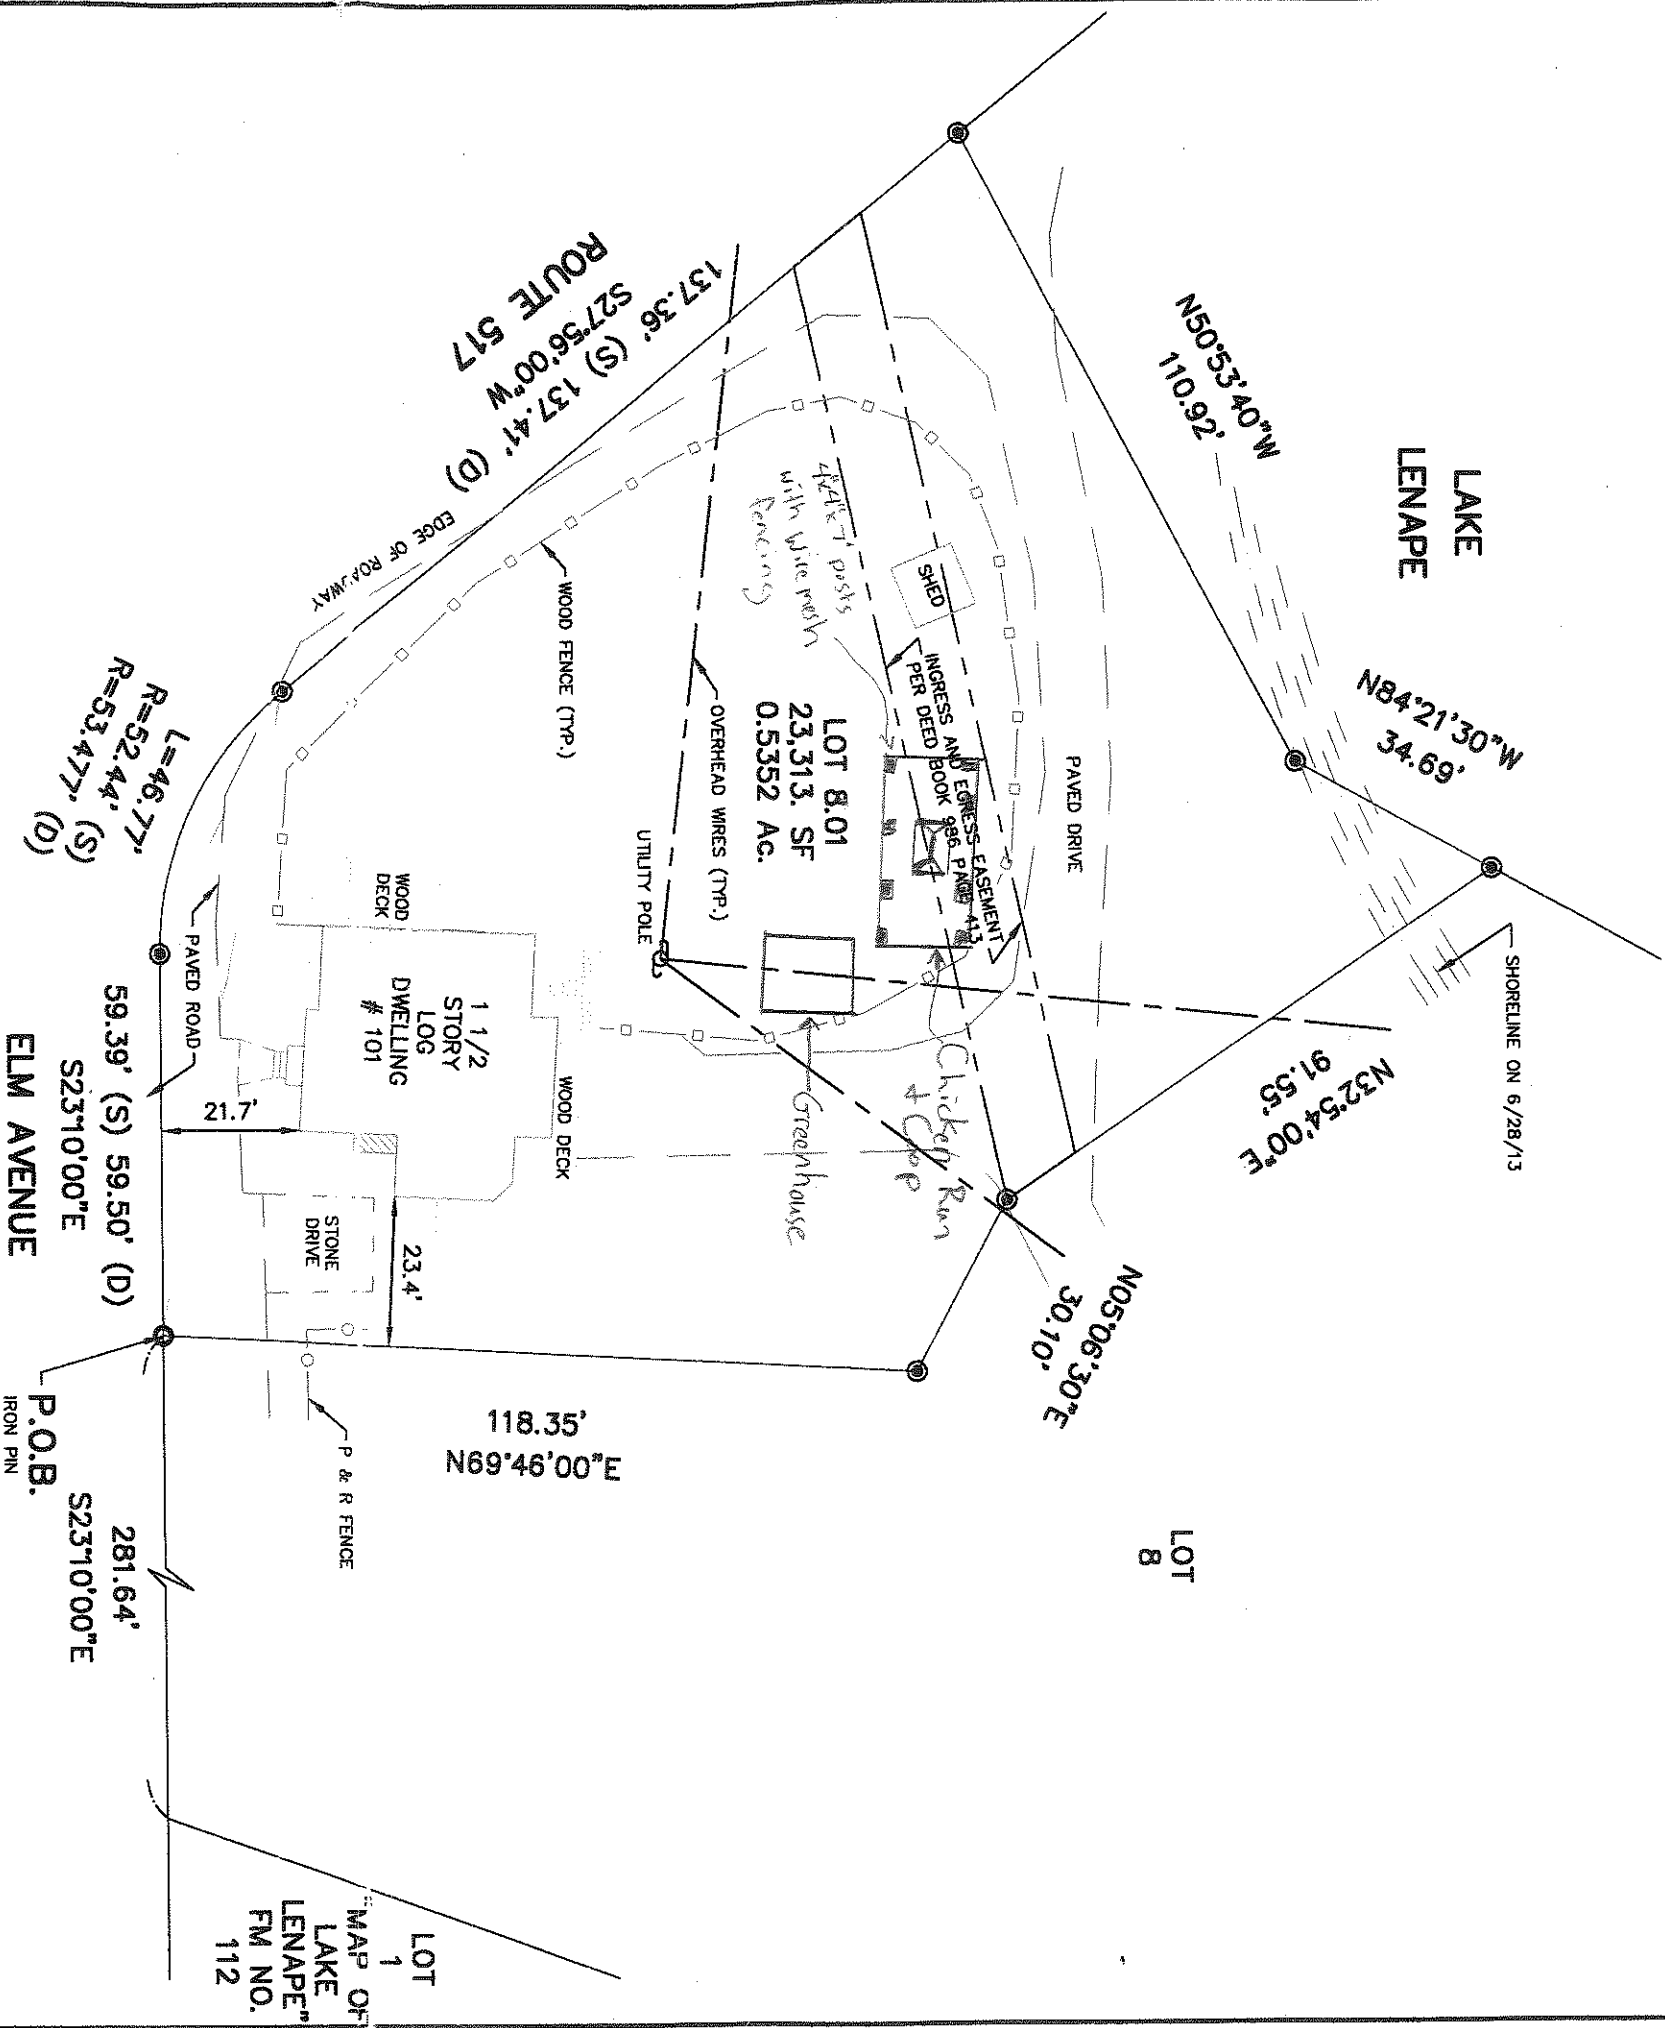 LAKE
LENAPE
N50°53'40"W
110.92'
N84°21'30"W
34.69'
SHORELINE ON 6/28/13
N32°54'00"E
91.55'
N05°06'30"E
30.10'
PAVED DRIVE
SHED
INGRESS AND EGRESS EASEMENT
PER DEED BOOK 986 PAGE 413
4"x4"x7' posts
with wire mesh
fencing
LOT 8.01
23,313. SF
0.5352 Ac.
Chicken Run
+ Coop
Greenhouse
OVERHEAD WIRES (TYP.)
UTILITY POLE
WOOD FENCE (TYP.)
ROUTE 517
S27°56'00"W
137.36' (S) 137.41' (D)
EDGE OF ROADWAY
L=46.77'
R=52.44' (S)
R=53.477' (D)
WOOD
DECK
1 1/2
STORY
LOG
DWELLING
# 101
WOOD DECK
STONE
DRIVE
21.7'
23.4'
PAVED ROAD
59.39' (S) 59.50' (D)
S23°10'00"E
ELM AVENUE
P.O.B.
IRON PIN
P & R FENCE
118.35'
N69°46'00"E
281.64'
S23°10'00"E
LOT
8
LOT
1
"MAP OF
LAKE
LENAPE"
FM NO.
112